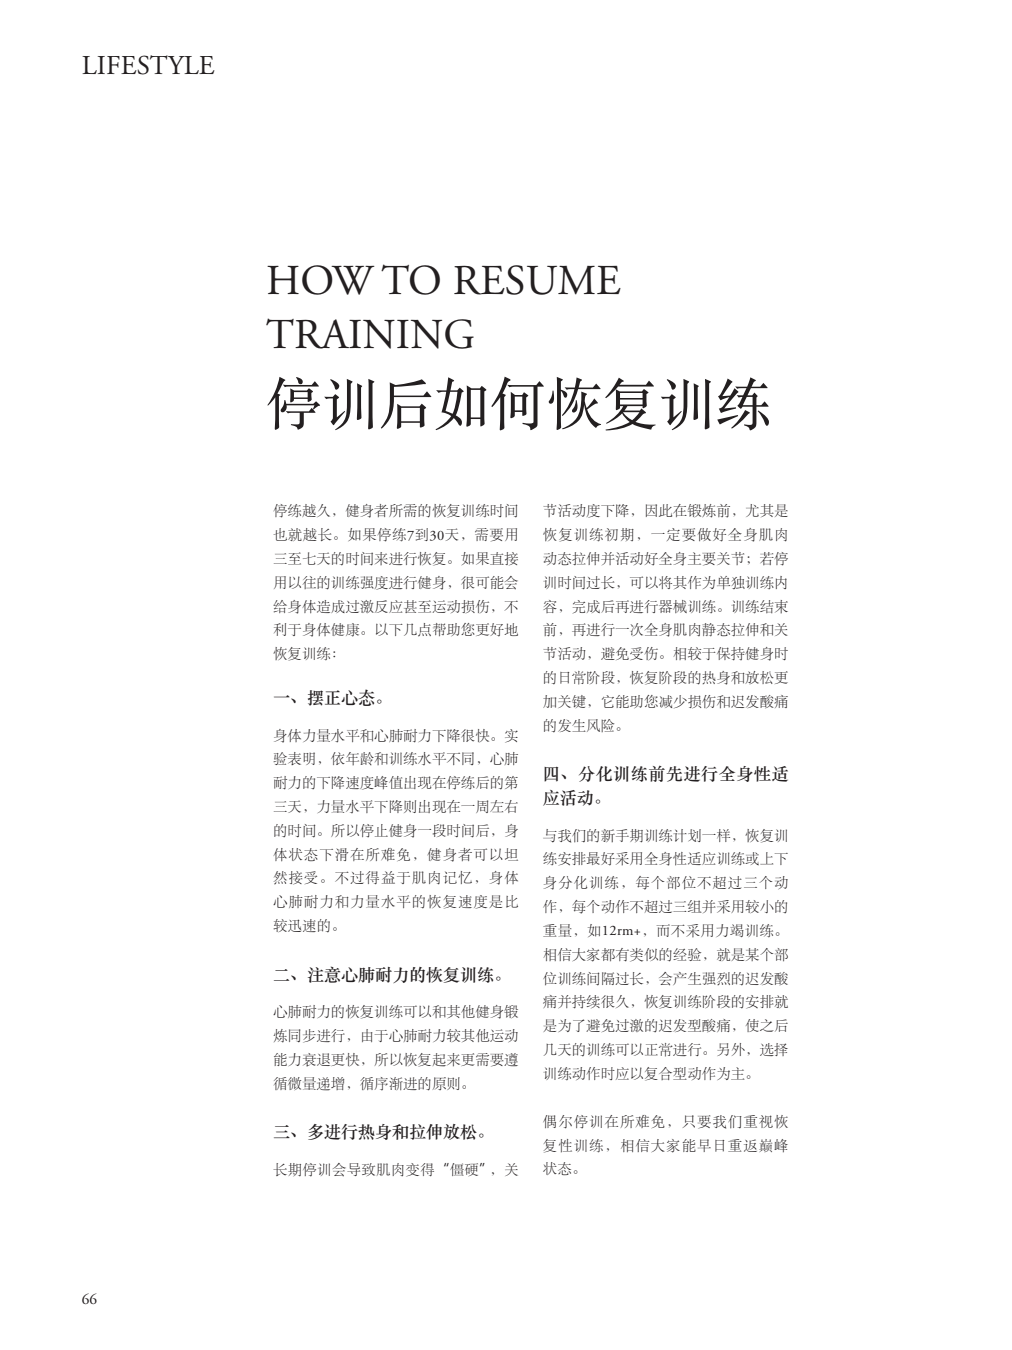 LIFESTYLE
HOW TO RESUME
TRAINING
停训后如何恢复训练
停练越久，健身者所需的恢复训练时间
也就越长。如果停练7到30天，需要用
三至七天的时间来进行恢复。如果直接
用以往的训练强度进行健身，很可能会
给身体造成过激反应甚至运动损伤，不
利于身体健康。以下几点帮助您更好地
恢复训练：
一、摆正心态。
身体力量水平和心肺耐力下降很快。实
验表明，依年龄和训练水平不同，心肺
耐力的下降速度峰值出现在停练后的第
三天，力量水平下降则出现在一周左右
的时间。所以停止健身一段时间后，身
体状态下滑在所难免，健身者可以坦
然接受。不过得益于肌肉记忆，身体
心肺耐力和力量水平的恢复速度是比
较迅速的。
二、注意心肺耐力的恢复训练。
心肺耐力的恢复训练可以和其他健身锻
炼同步进行，由于心肺耐力较其他运动
能力衰退更快，所以恢复起来更需要遵
循微量递增，循序渐进的原则。
三、多进行热身和拉伸放松。
长期停训会导致肌肉变得“僵硬”，关
节活动度下降，因此在锻炼前，尤其是
恢复训练初期，一定要做好全身肌肉
动态拉伸并活动好全身主要关节；若停
训时间过长，可以将其作为单独训练内
容，完成后再进行器械训练。训练结束
前，再进行一次全身肌肉静态拉伸和关
节活动，避免受伤。相较于保持健身时
的日常阶段，恢复阶段的热身和放松更
加关键，它能助您减少损伤和迟发酸痛
的发生风险。
四、分化训练前先进行全身性适
应活动。
与我们的新手期训练计划一样，恢复训
练安排最好采用全身性适应训练或上下
身分化训练，每个部位不超过三个动
作，每个动作不超过三组并采用较小的
重量，如12rm+，而不采用力竭训练。
相信大家都有类似的经验，就是某个部
位训练间隔过长，会产生强烈的迟发酸
痛并持续很久，恢复训练阶段的安排就
是为了避免过激的迟发型酸痛，使之后
几天的训练可以正常进行。另外，选择
训练动作时应以复合型动作为主。
偶尔停训在所难免，只要我们重视恢
复性训练，相信大家能早日重返巅峰
状态。
66